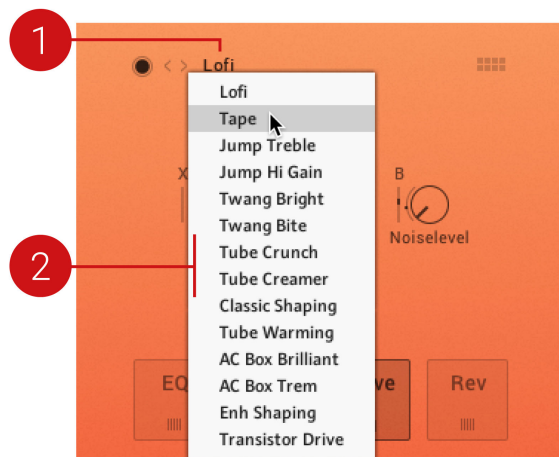 1
< > Lofi
Lofi
Tape
Jump Treble
Jump Hi Gain
Twang Bright
Twang Bite
Tube Crunch
Tube Creamer
Classic Shaping
Tube Warming
AC Box Brilliant
AC Box Trem
Enh Shaping
Transistor Drive
X
B
Noiselevel
2
EQ
ve
Rev